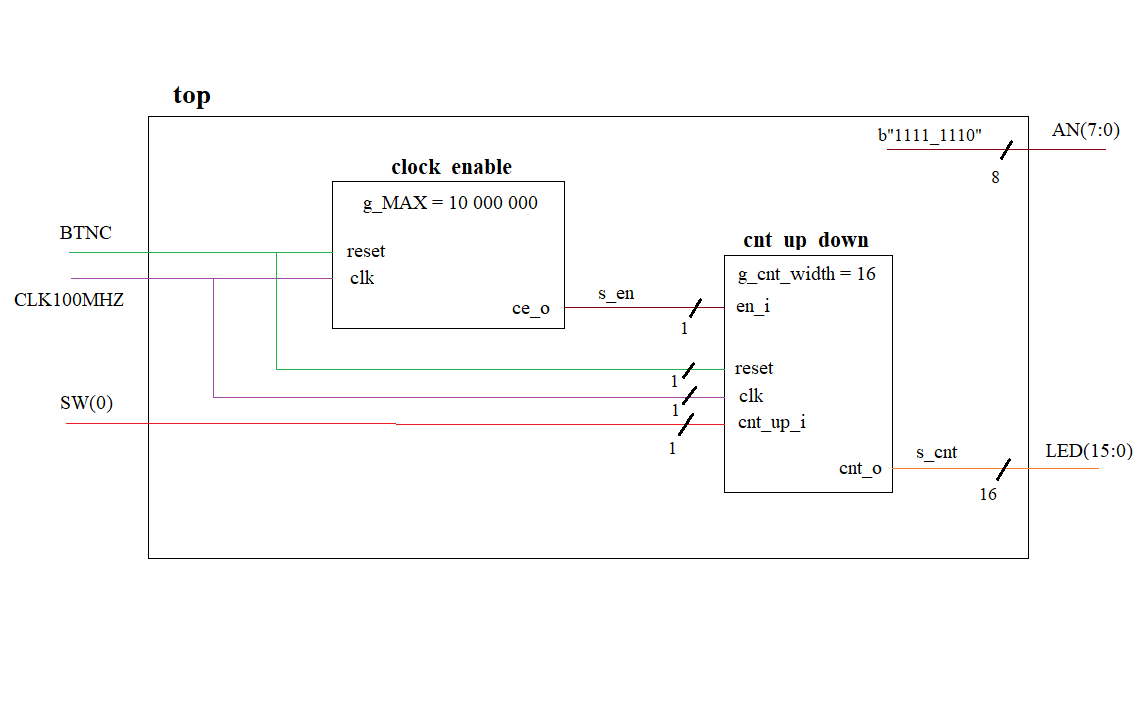 top
b"1111_1110"
AN(7:0)
8
clock enable
g_MAX = 10 000 000
BTNC
reset
clk
CLK100MHZ
ce_o
s_en
1
cnt up down
g_cnt_width = 16
en_i
reset
1
clk
1
SW(0)
cnt_up_i
1
cnt_o
s_cnt
LED(15:0)
16